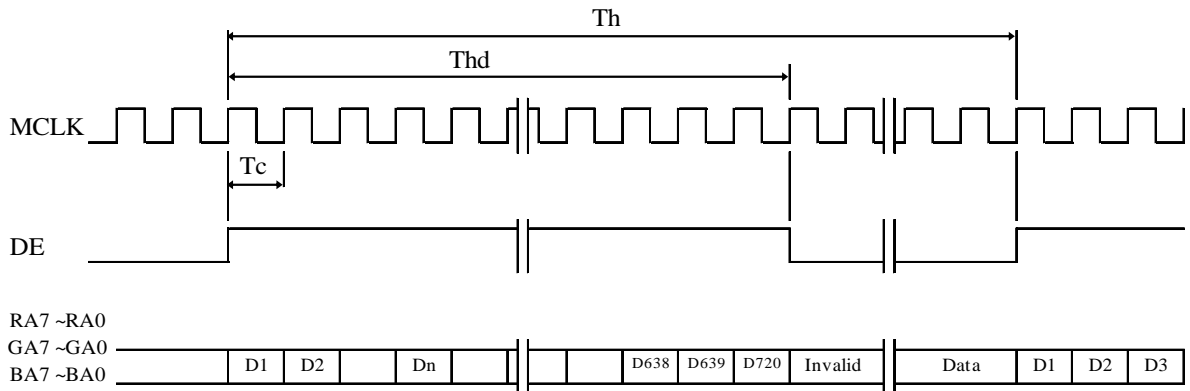 Th
Thd
MCLK
Tc
DE
RA7 ~RA0
GA7 ~GA0
BA7 ~BA0
D1 D2 Dn D638 D639 D720 Invalid Data D1 D2 D3